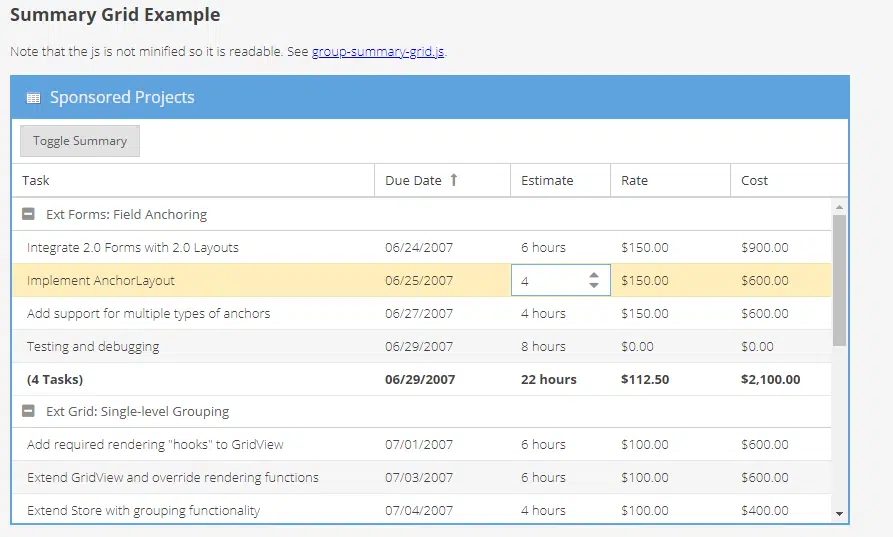 Summary Grid Example
Note that the js is not minified so it is readable. See group-summary-grid.js.
Sponsored Projects
Toggle Summary
Task Due Date Estimate Rate Cost
Ext Forms: Field Anchoring
Integrate 2.0 Forms with 2.0 Layouts 06/24/2007 6 hours $150.00 $900.00
Implement AnchorLayout 06/25/2007 4 $150.00 $600.00
Add support for multiple types of anchors 06/27/2007 4 hours $150.00 $600.00
Testing and debugging 06/29/2007 8 hours $0.00 $0.00
(4 Tasks) 06/29/2007 22 hours $112.50 $2,100.00
Ext Grid: Single-level Grouping
Add required rendering "hooks" to GridView 07/01/2007 6 hours $100.00 $600.00
Extend GridView and override rendering functions 07/03/2007 6 hours $100.00 $600.00
Extend Store with grouping functionality 07/04/2007 4 hours $100.00 $400.00